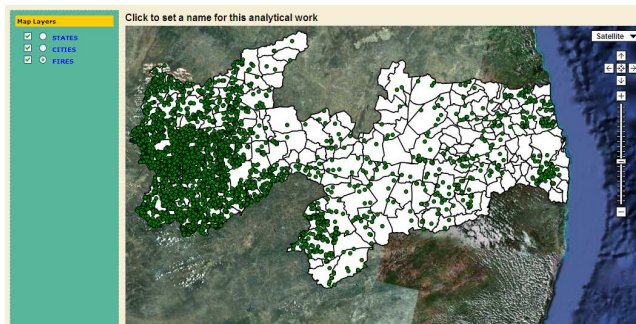 Map Layers
STATES
CITIES
FIRES
Click to set a name for this analytical work
Satellite